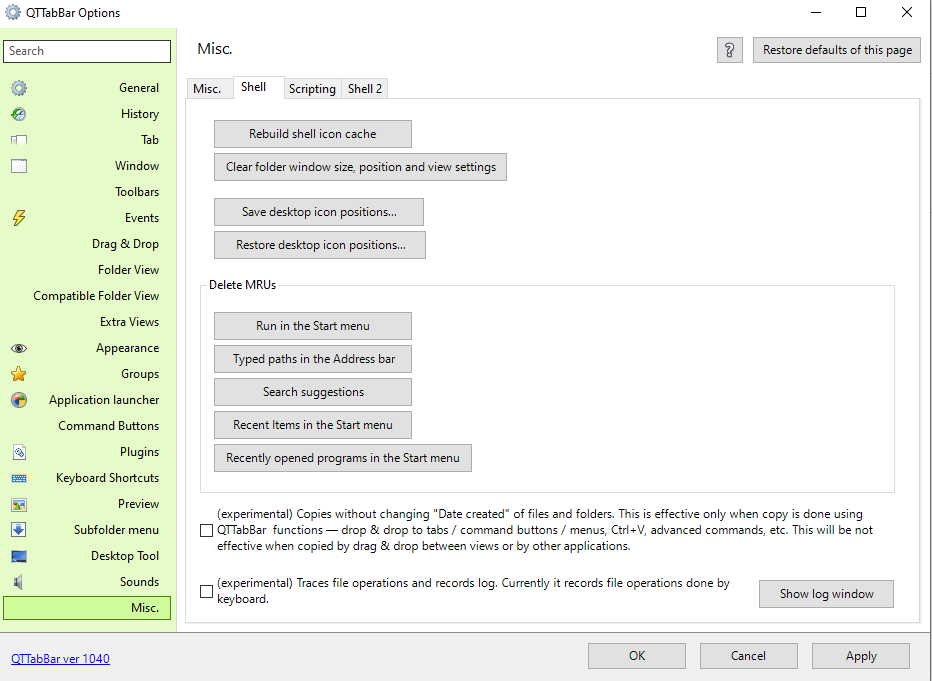 QTTabBar Options
Search
General
History
Tab
Window
Toolbars
Events
Drag & Drop
Folder View
Compatible Folder View
Extra Views
Appearance
Groups
Application launcher
Command Buttons
Plugins
Keyboard Shortcuts
Preview
Subfolder menu
Desktop Tool
Sounds
Misc.
Misc.
?
Restore defaults of this page
Misc. Shell Scripting Shell 2
Rebuild shell icon cache
Clear folder window size, position and view settings
Save desktop icon positions...
Restore desktop icon positions...
Delete MRUs
Run in the Start menu
Typed paths in the Address bar
Search suggestions
Recent Items in the Start menu
Recently opened programs in the Start menu
(experimental) Copies without changing "Date created" of files and folders. This is effective only when copy is done using
QTTabBar functions — drop & drop to tabs / command buttons / menus, Ctrl+V, advanced commands, etc. This will be not
effective when copied by drag & drop between views or by other applications.
(experimental) Traces file operations and records log. Currently it records file operations done by
keyboard.
Show log window
QTTabBar ver 1040
OK
Cancel
Apply